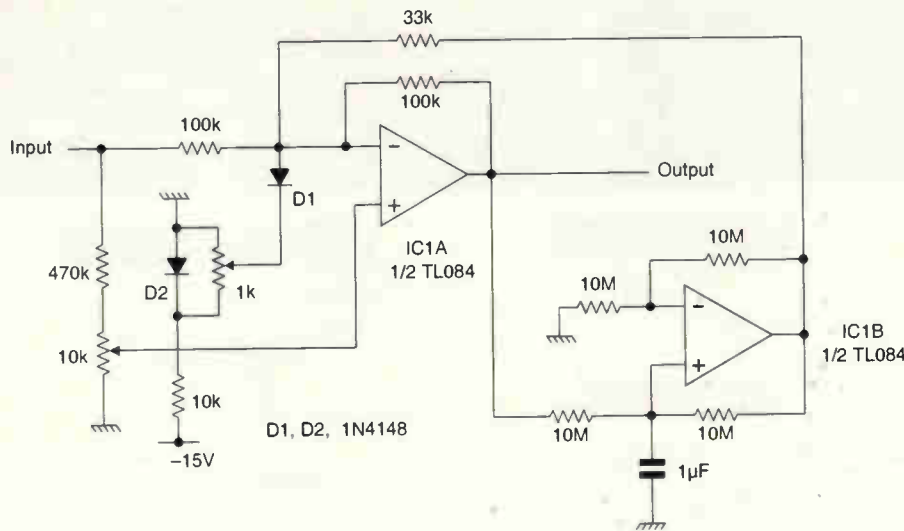 33k
100k
100k
Input
Output
D1
IC1A
1/2 TL084
470k
D2
1k
10M
10M
IC1B
1/2 TL084
10k
10k
D1, D2, 1N4148
10M
10M
–15V
1µF